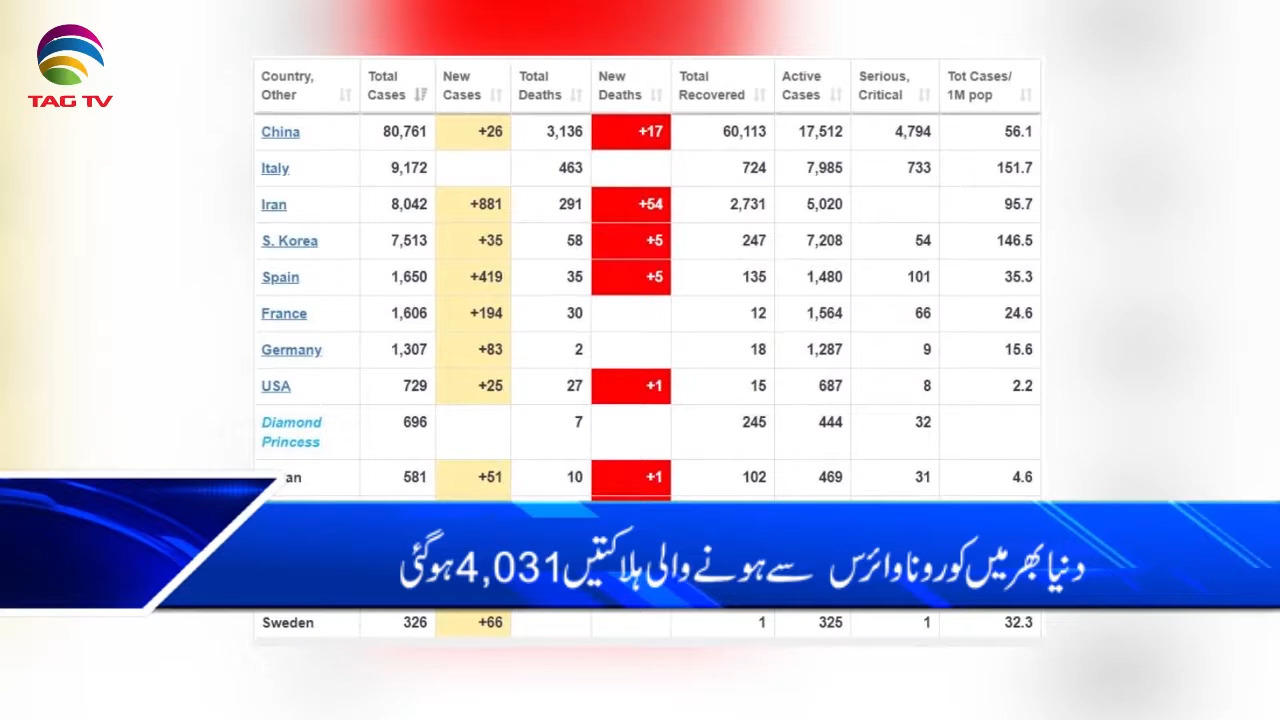 TAG TV
Country, Other Total Cases New Cases Total Deaths New Deaths Total Recovered Active Cases Serious, Critical Tot Cases/ 1M pop
China 80,761 +26 3,136 +17 60,113 17,512 4,794 56.1
Italy 9,172 463 724 7,985 733 151.7
Iran 8,042 +881 291 +54 2,731 5,020 95.7
S. Korea 7,513 +35 58 +5 247 7,208 54 146.5
Spain 1,650 +419 35 +5 135 1,480 101 35.3
France 1,606 +194 30 12 1,564 66 24.6
Germany 1,307 +83 2 18 1,287 9 15.6
USA 729 +25 27 +1 15 687 8 2.2
Diamond Princess 696 7 245 444 32
581 +51 10 +1 102 469 31 4.6
دنیا بھر میں کورونا وائرس سے ہونے والی ہلاکتیں 4,031 ہوگئی
Sweden 326 +66 1 325 1 32.3